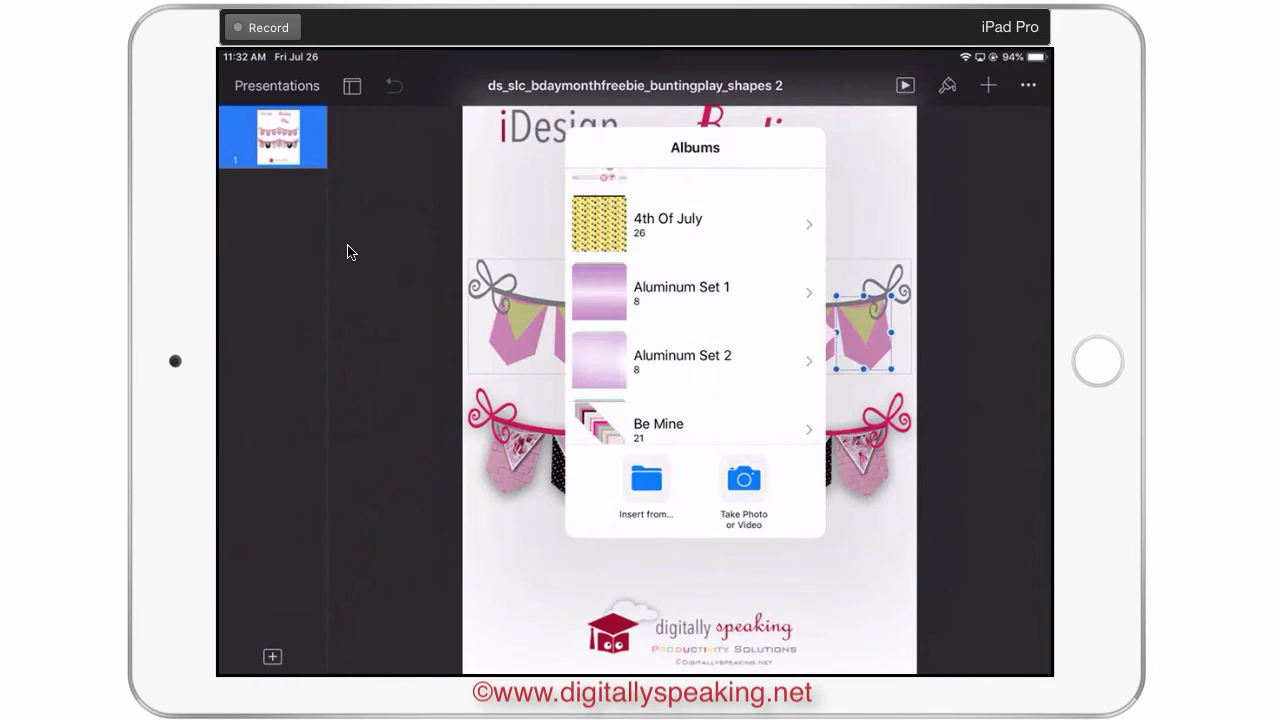 Record
iPad Pro
11:32 AM Fri Jul 26
94%
Presentations
ds_slc_bdaymonthfreebie_buntingplay_shapes 2
1
iDesign
Albums
4th Of July
26
Aluminum Set 1
8
Aluminum Set 2
8
Be Mine
21
Insert from...
Take Photo
or Video
digitally speaking
PRODUCTIVITY SOLUTIONS
©DIGITALLYSPEAKING.NET
©www.digitallyspeaking.net